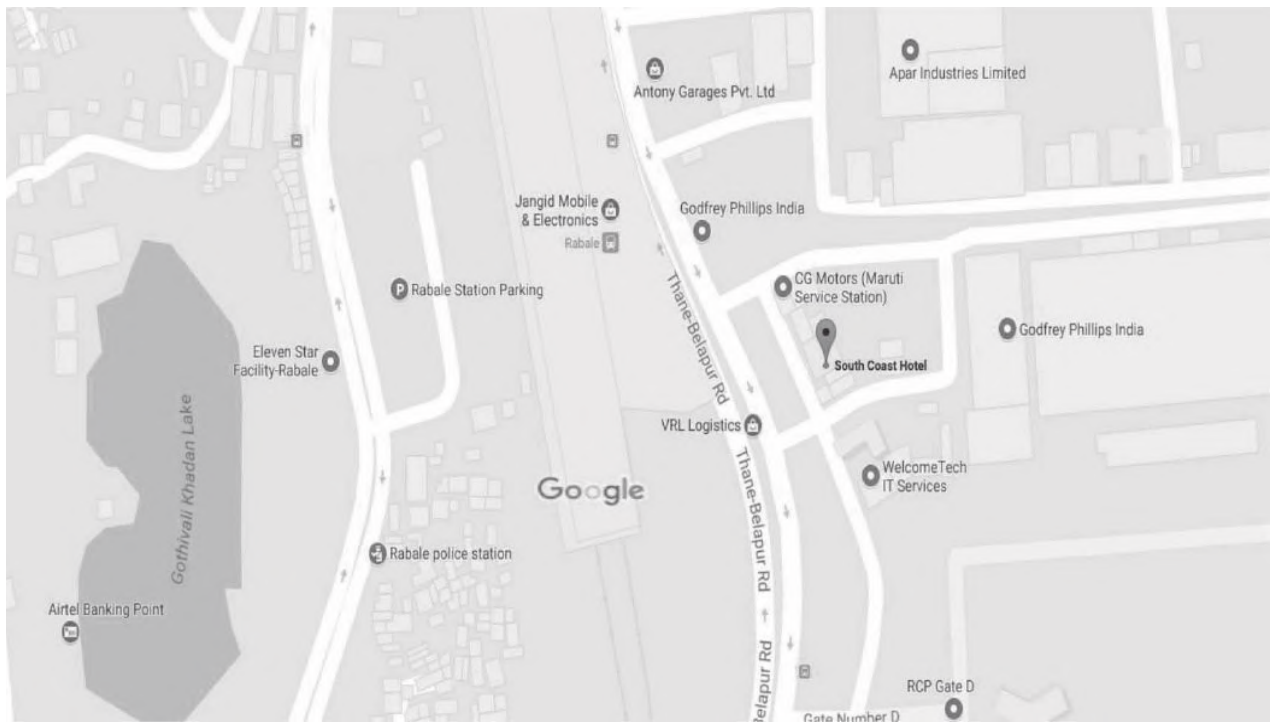 Apar Industries Limited
Antony Garages Pvt. Ltd
Jangid Mobile
& Electronics
Rabale
Godfrey Phillips India
P
Rabale Station Parking
CG Motors (Maruti
Service Station)
Thane-Belapur Rd
Godfrey Phillips India
Eleven Star
Facility-Rabale
South Coast Hotel
Gothivali Khadan Lake
VRL Logistics
Thane-Belapur Rd
WelcomeTech
IT Services
Google
Rabale police station
Airtel Banking Point
Belapur Rd
RCP Gate D
Gate Number D